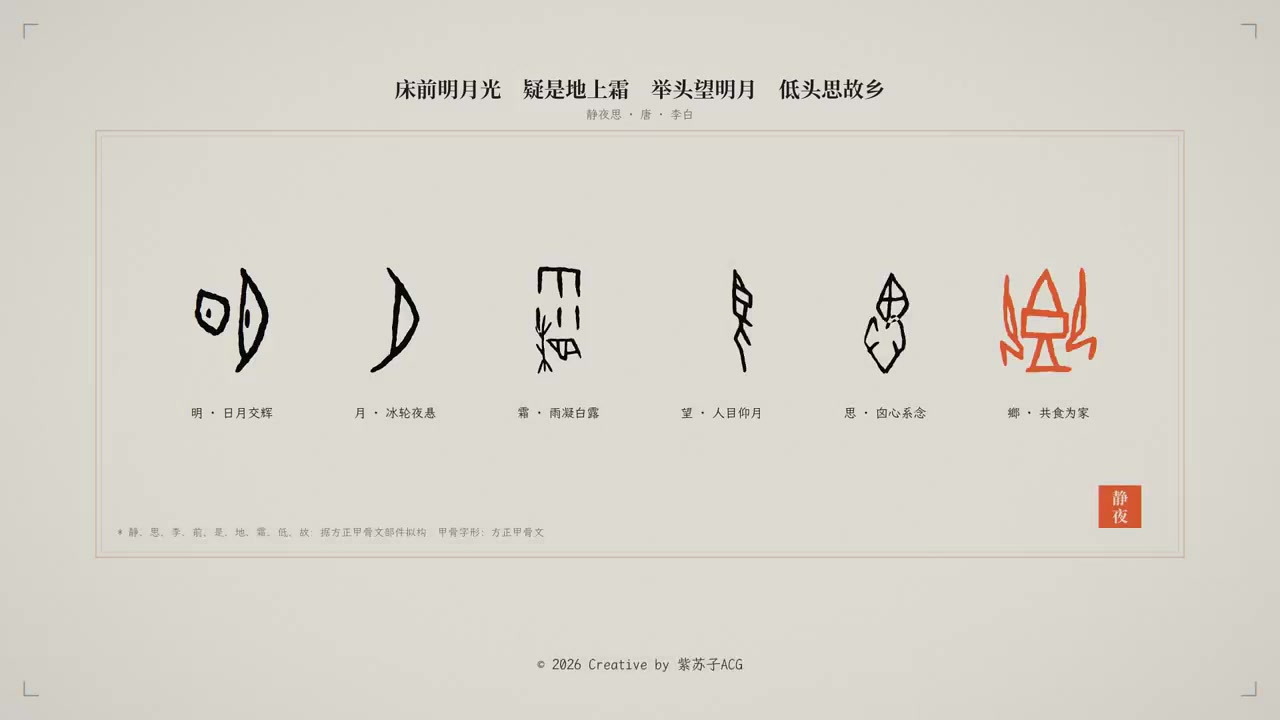 床前明月光　疑是地上霜　举头望明月　低头思故乡
静夜思 · 唐 · 李白
明 · 日月交辉
月 · 冰轮夜悬
霜 · 雨凝白露
望 · 人目仰月
思 · 囟心系念
鄉 · 共食为家
静夜
* 静、思、李、前、是、地、霜、低、故：据方正甲骨文部件拟构　甲骨字形：方正甲骨文
© 2026 Creative by 紫苏子ACG